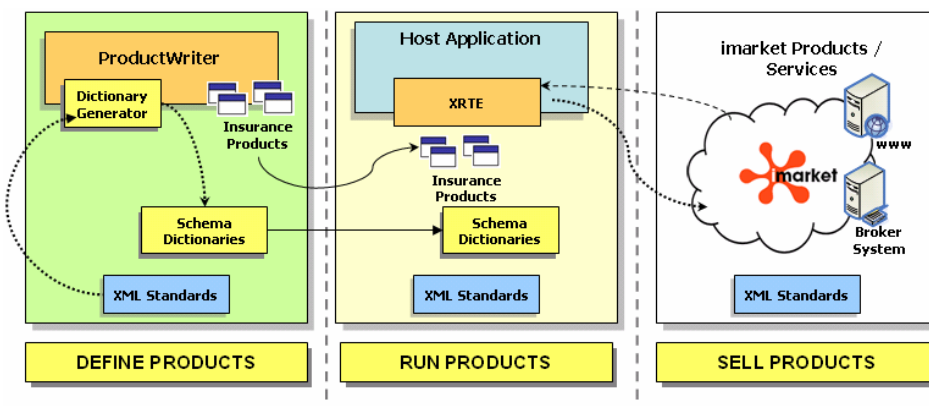 ProductWriter
Dictionary
Generator
Insurance
Products
Schema
Dictionaries
XML Standards
DEFINE PRODUCTS
Host Application
XRTE
Insurance
Products
Schema
Dictionaries
XML Standards
RUN PRODUCTS
imarket Products /
Services
www
imarket
Broker
System
XML Standards
SELL PRODUCTS